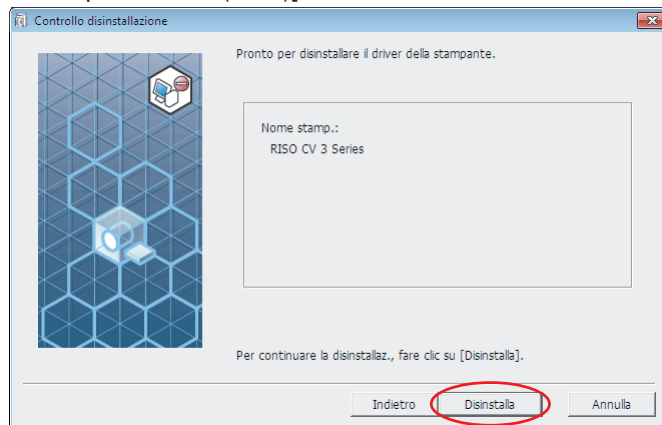 Controllo disinstallazione
Pronto per disinstallare il driver della stampante.
Nome stamp.:
RISO CV 3 Series
Per continuare la disinstallaz., fare clic su [Disinstalla].
Indietro Disinstalla Annulla